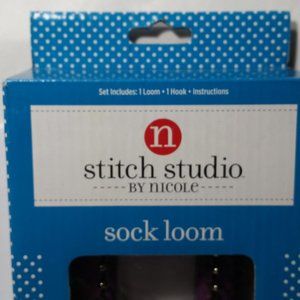 Set Includes: 1 Loom • 1 Hook • Instructions
n
stitch studio
BY nicole
sock loom